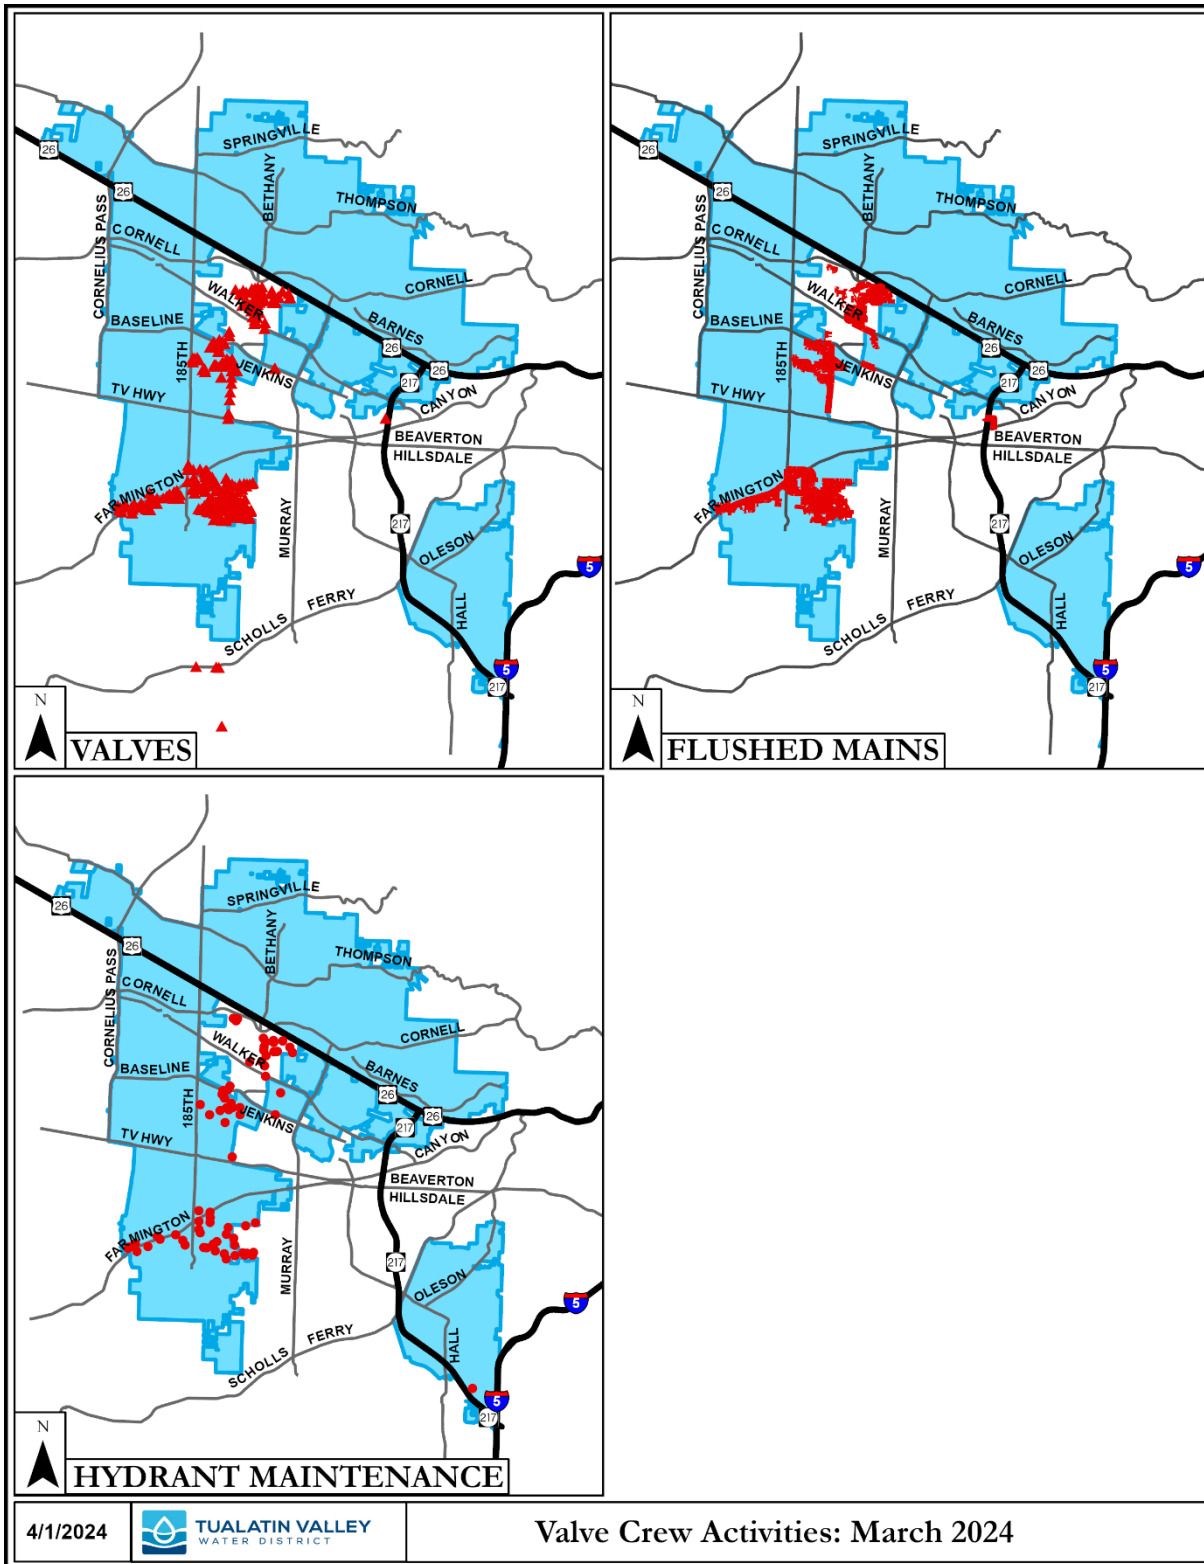 SPRINGVILLE
26
BETHANY
26
THOMPSON
CORNELIUS PASS
CORNELL
CORNELL
WALKER
BASELINE
BARNES
26
26
185TH
JENKINS
217
TV HWY
CANYON
BEAVERTON
HILLSDALE
FARMINGTON
217
MURRAY
OLESON
5
FERRY
HALL
SCHOLLS
5
217
N
VALVES
SPRINGVILLE
26
BETHANY
26
THOMPSON
CORNELIUS PASS
CORNELL
CORNELL
WALKER
BASELINE
BARNES
26
26
185TH
JENKINS
217
TV HWY
CANYON
BEAVERTON
HILLSDALE
FARMINGTON
217
MURRAY
OLESON
5
FERRY
HALL
SCHOLLS
5
217
N
FLUSHED MAINS
SPRINGVILLE
26
BETHANY
26
THOMPSON
CORNELIUS PASS
CORNELL
CORNELL
WALKER
BASELINE
BARNES
26
26
185TH
JENKINS
217
TV HWY
CANYON
BEAVERTON
HILLSDALE
FARMINGTON
217
MURRAY
OLESON
5
FERRY
HALL
SCHOLLS
5
217
N
HYDRANT MAINTENANCE
4/1/2024
TUALATIN VALLEY
WATER DISTRICT
Valve Crew Activities: March 2024